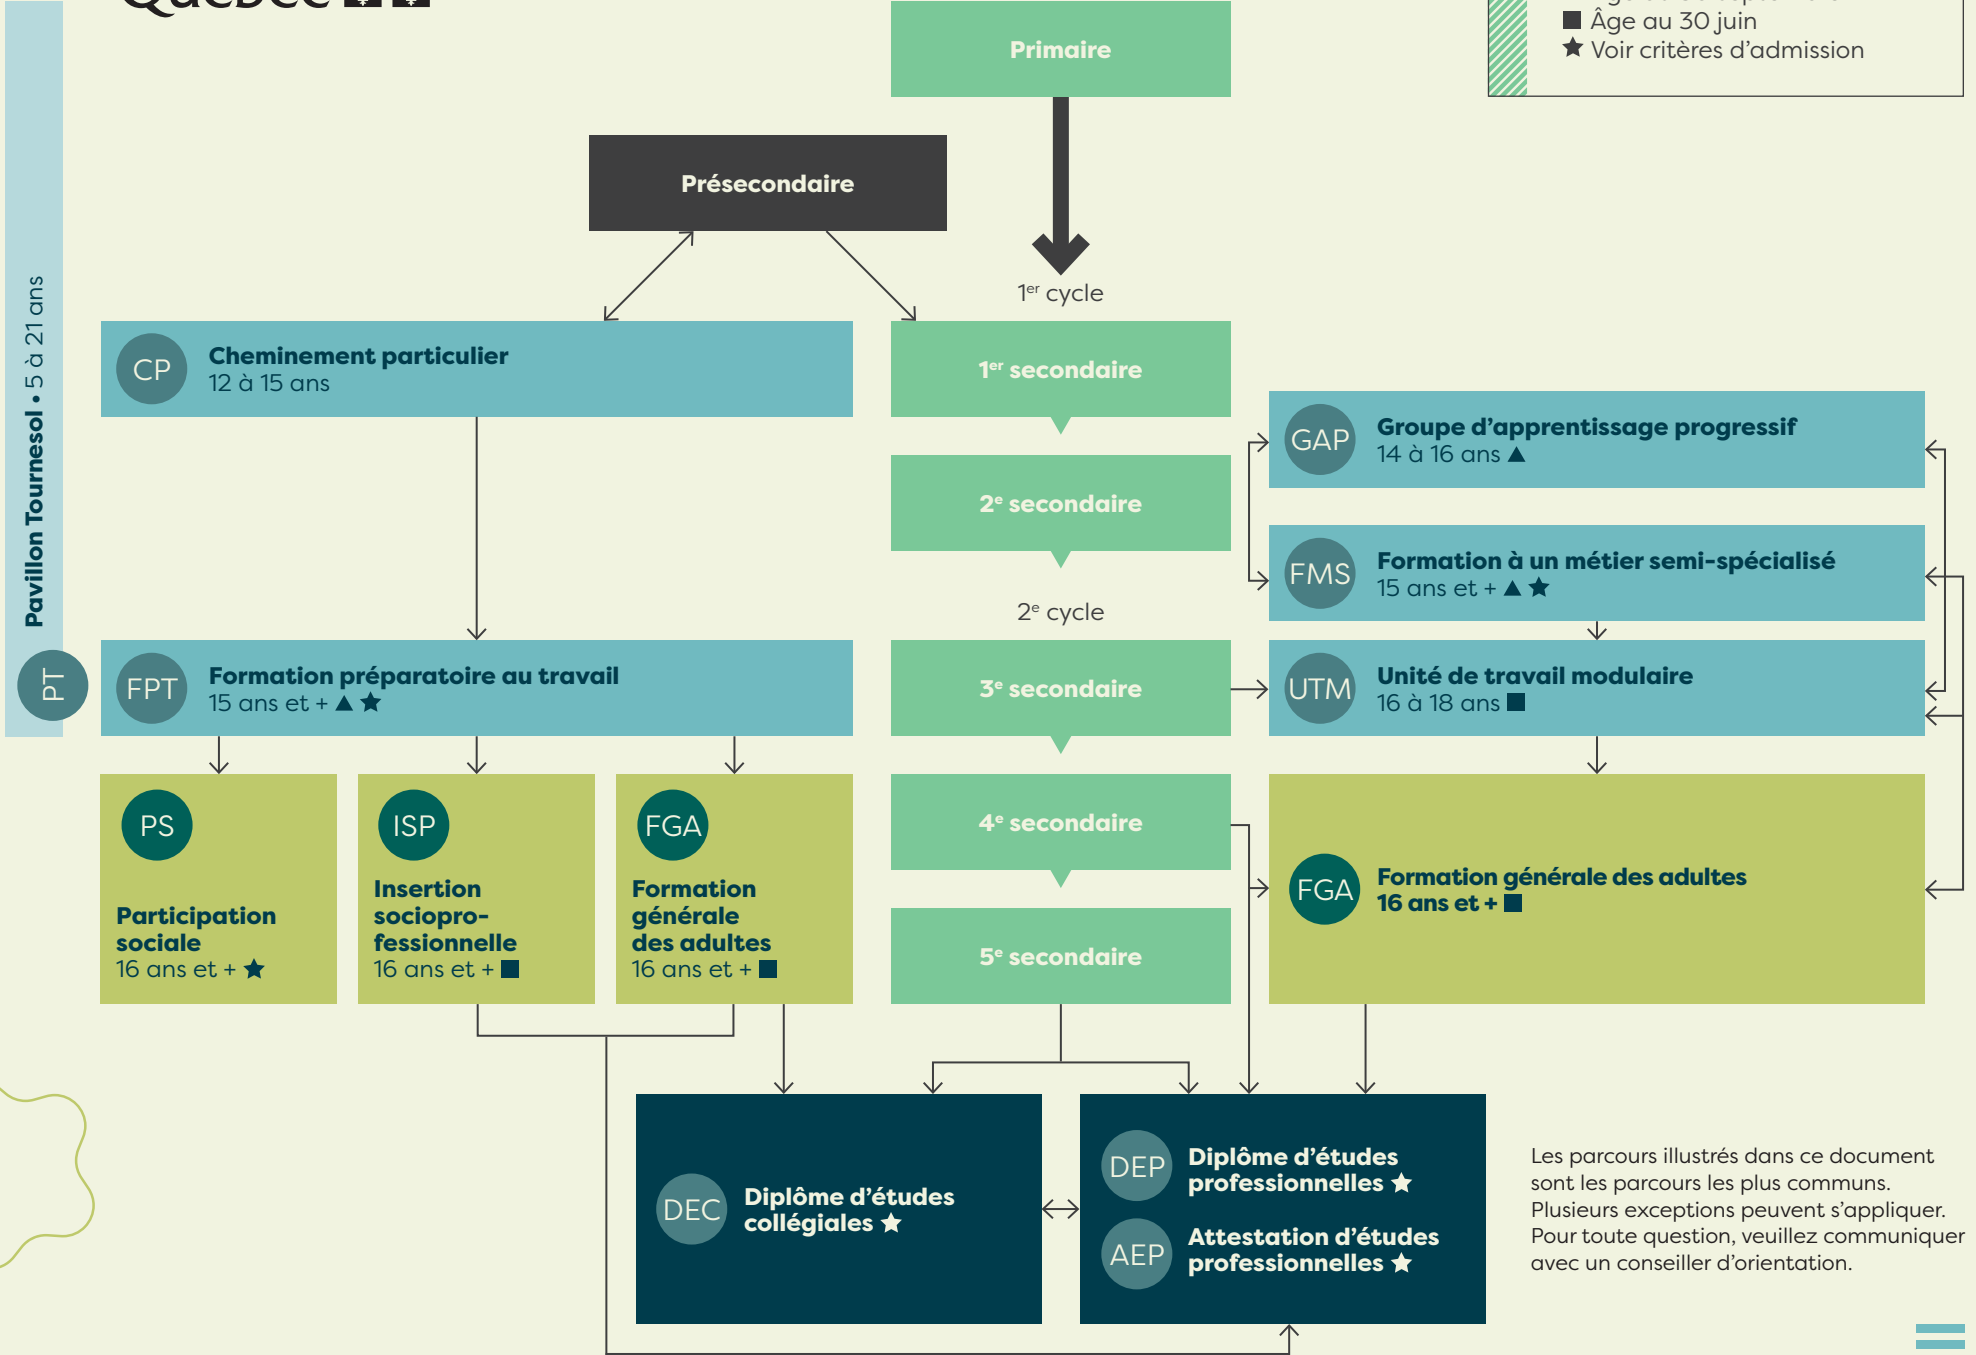 Québec
Âge au 30 juin
Voir critères d'admission
Primaire
Présecondaire
1er cycle
Pavillon Tournesol • 5 à 21 ans
PT
CP
Cheminement particulier
12 à 15 ans
1er secondaire
GAP
Groupe d'apprentissage progressif
14 à 16 ans
2e secondaire
FMS
Formation à un métier semi-spécialisé
15 ans et +
2e cycle
FPT
Formation préparatoire au travail
15 ans et +
3e secondaire
UTM
Unité de travail modulaire
16 à 18 ans
PS
Participation
sociale
16 ans et +
ISP
Insertion
sociopro-
fessionnelle
16 ans et +
FGA
Formation
générale
des adultes
16 ans et +
4e secondaire
5e secondaire
FGA
Formation générale des adultes
16 ans et +
DEC
Diplôme d'études
collégiales
DEP
Diplôme d'études
professionnelles
AEP
Attestation d'études
professionnelles
Les parcours illustrés dans ce document
sont les parcours les plus communs.
Plusieurs exceptions peuvent s'appliquer.
Pour toute question, veuillez communiquer
avec un conseiller d'orientation.